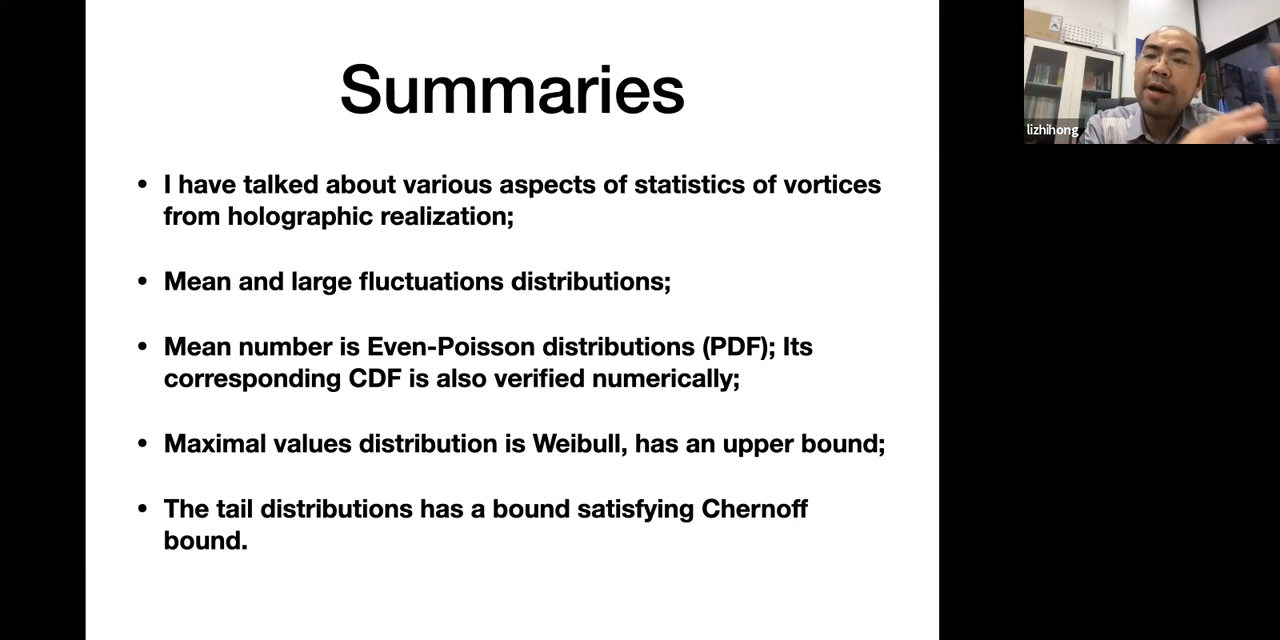 Summaries
• I have talked about various aspects of statistics of vortices
from holographic realization;
• Mean and large fluctuations distributions;
• Mean number is Even-Poisson distributions (PDF); Its
corresponding CDF is also verified numerically;
• Maximal values distribution is Weibull, has an upper bound;
• The tail distributions has a bound satisfying Chernoff
bound.
lizhihong